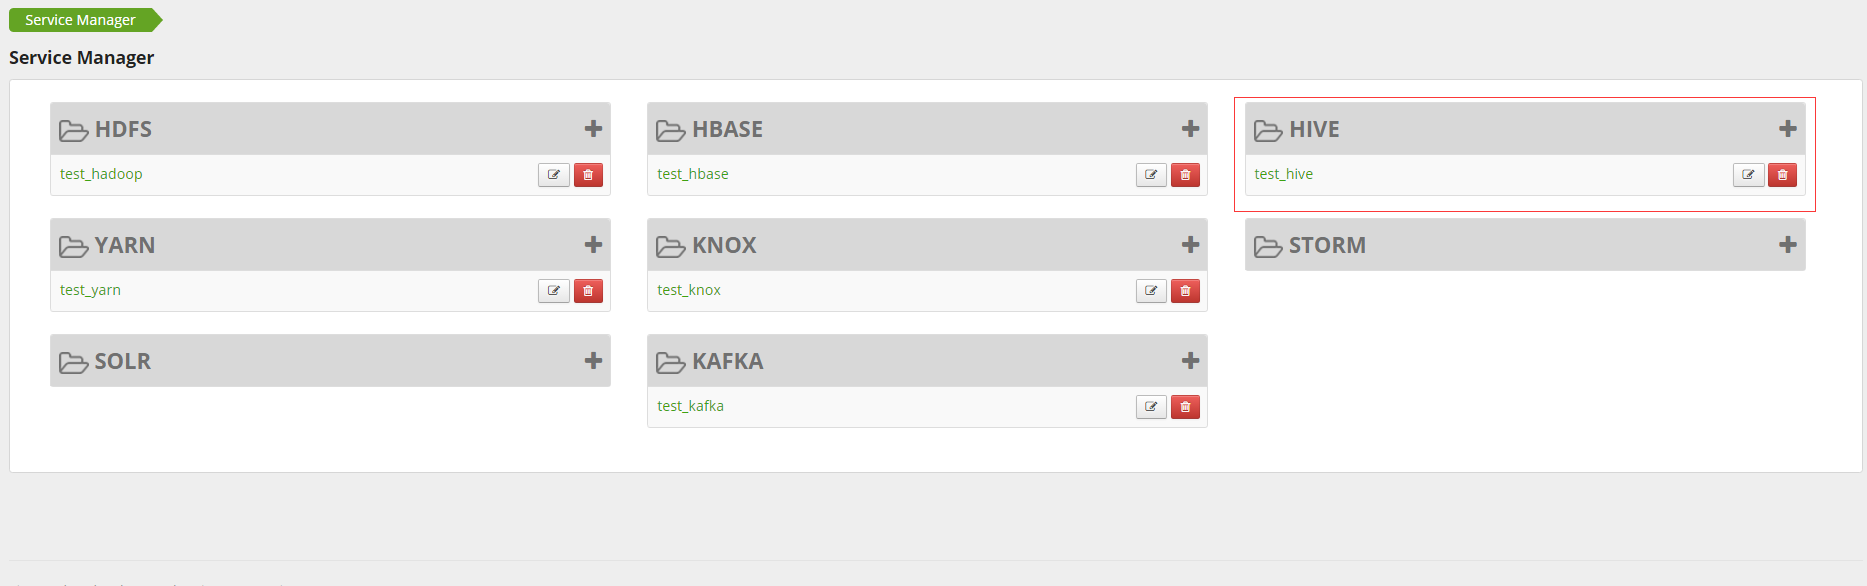 Service Manager
Service Manager
HDFS
test_hadoop
HBASE
test_hbase
HIVE
test_hive
YARN
test_yarn
KNOX
test_knox
STORM
SOLR
KAFKA
test_kafka